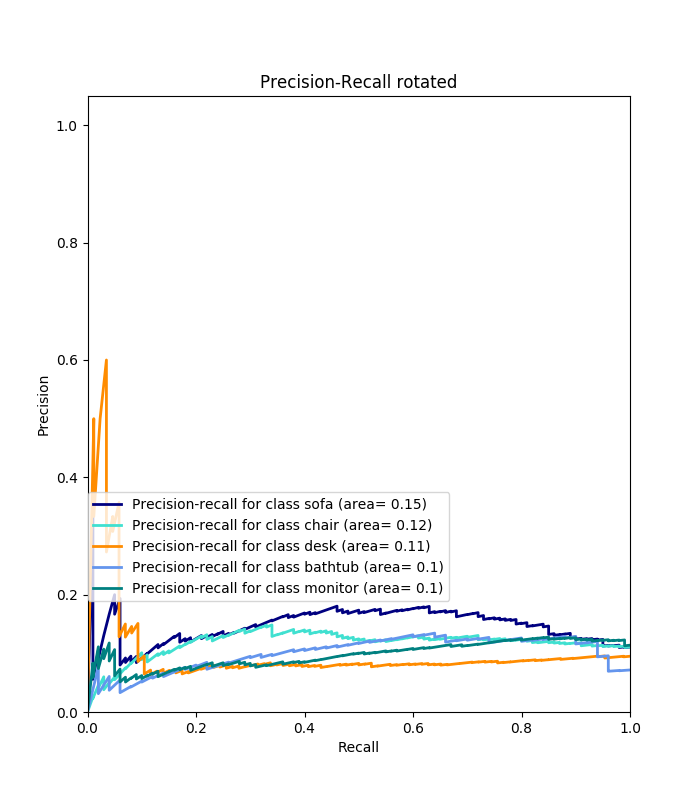 Precision-Recall rotated
1.0
0.8
0.6
0.4
0.2
0.0
Precision
Precision-recall for class sofa (area= 0.15)
Precision-recall for class chair (area= 0.12)
Precision-recall for class desk (area= 0.11)
Precision-recall for class bathtub (area= 0.1)
Precision-recall for class monitor (area= 0.1)
0.0 0.2 0.4 0.6 0.8 1.0
Recall